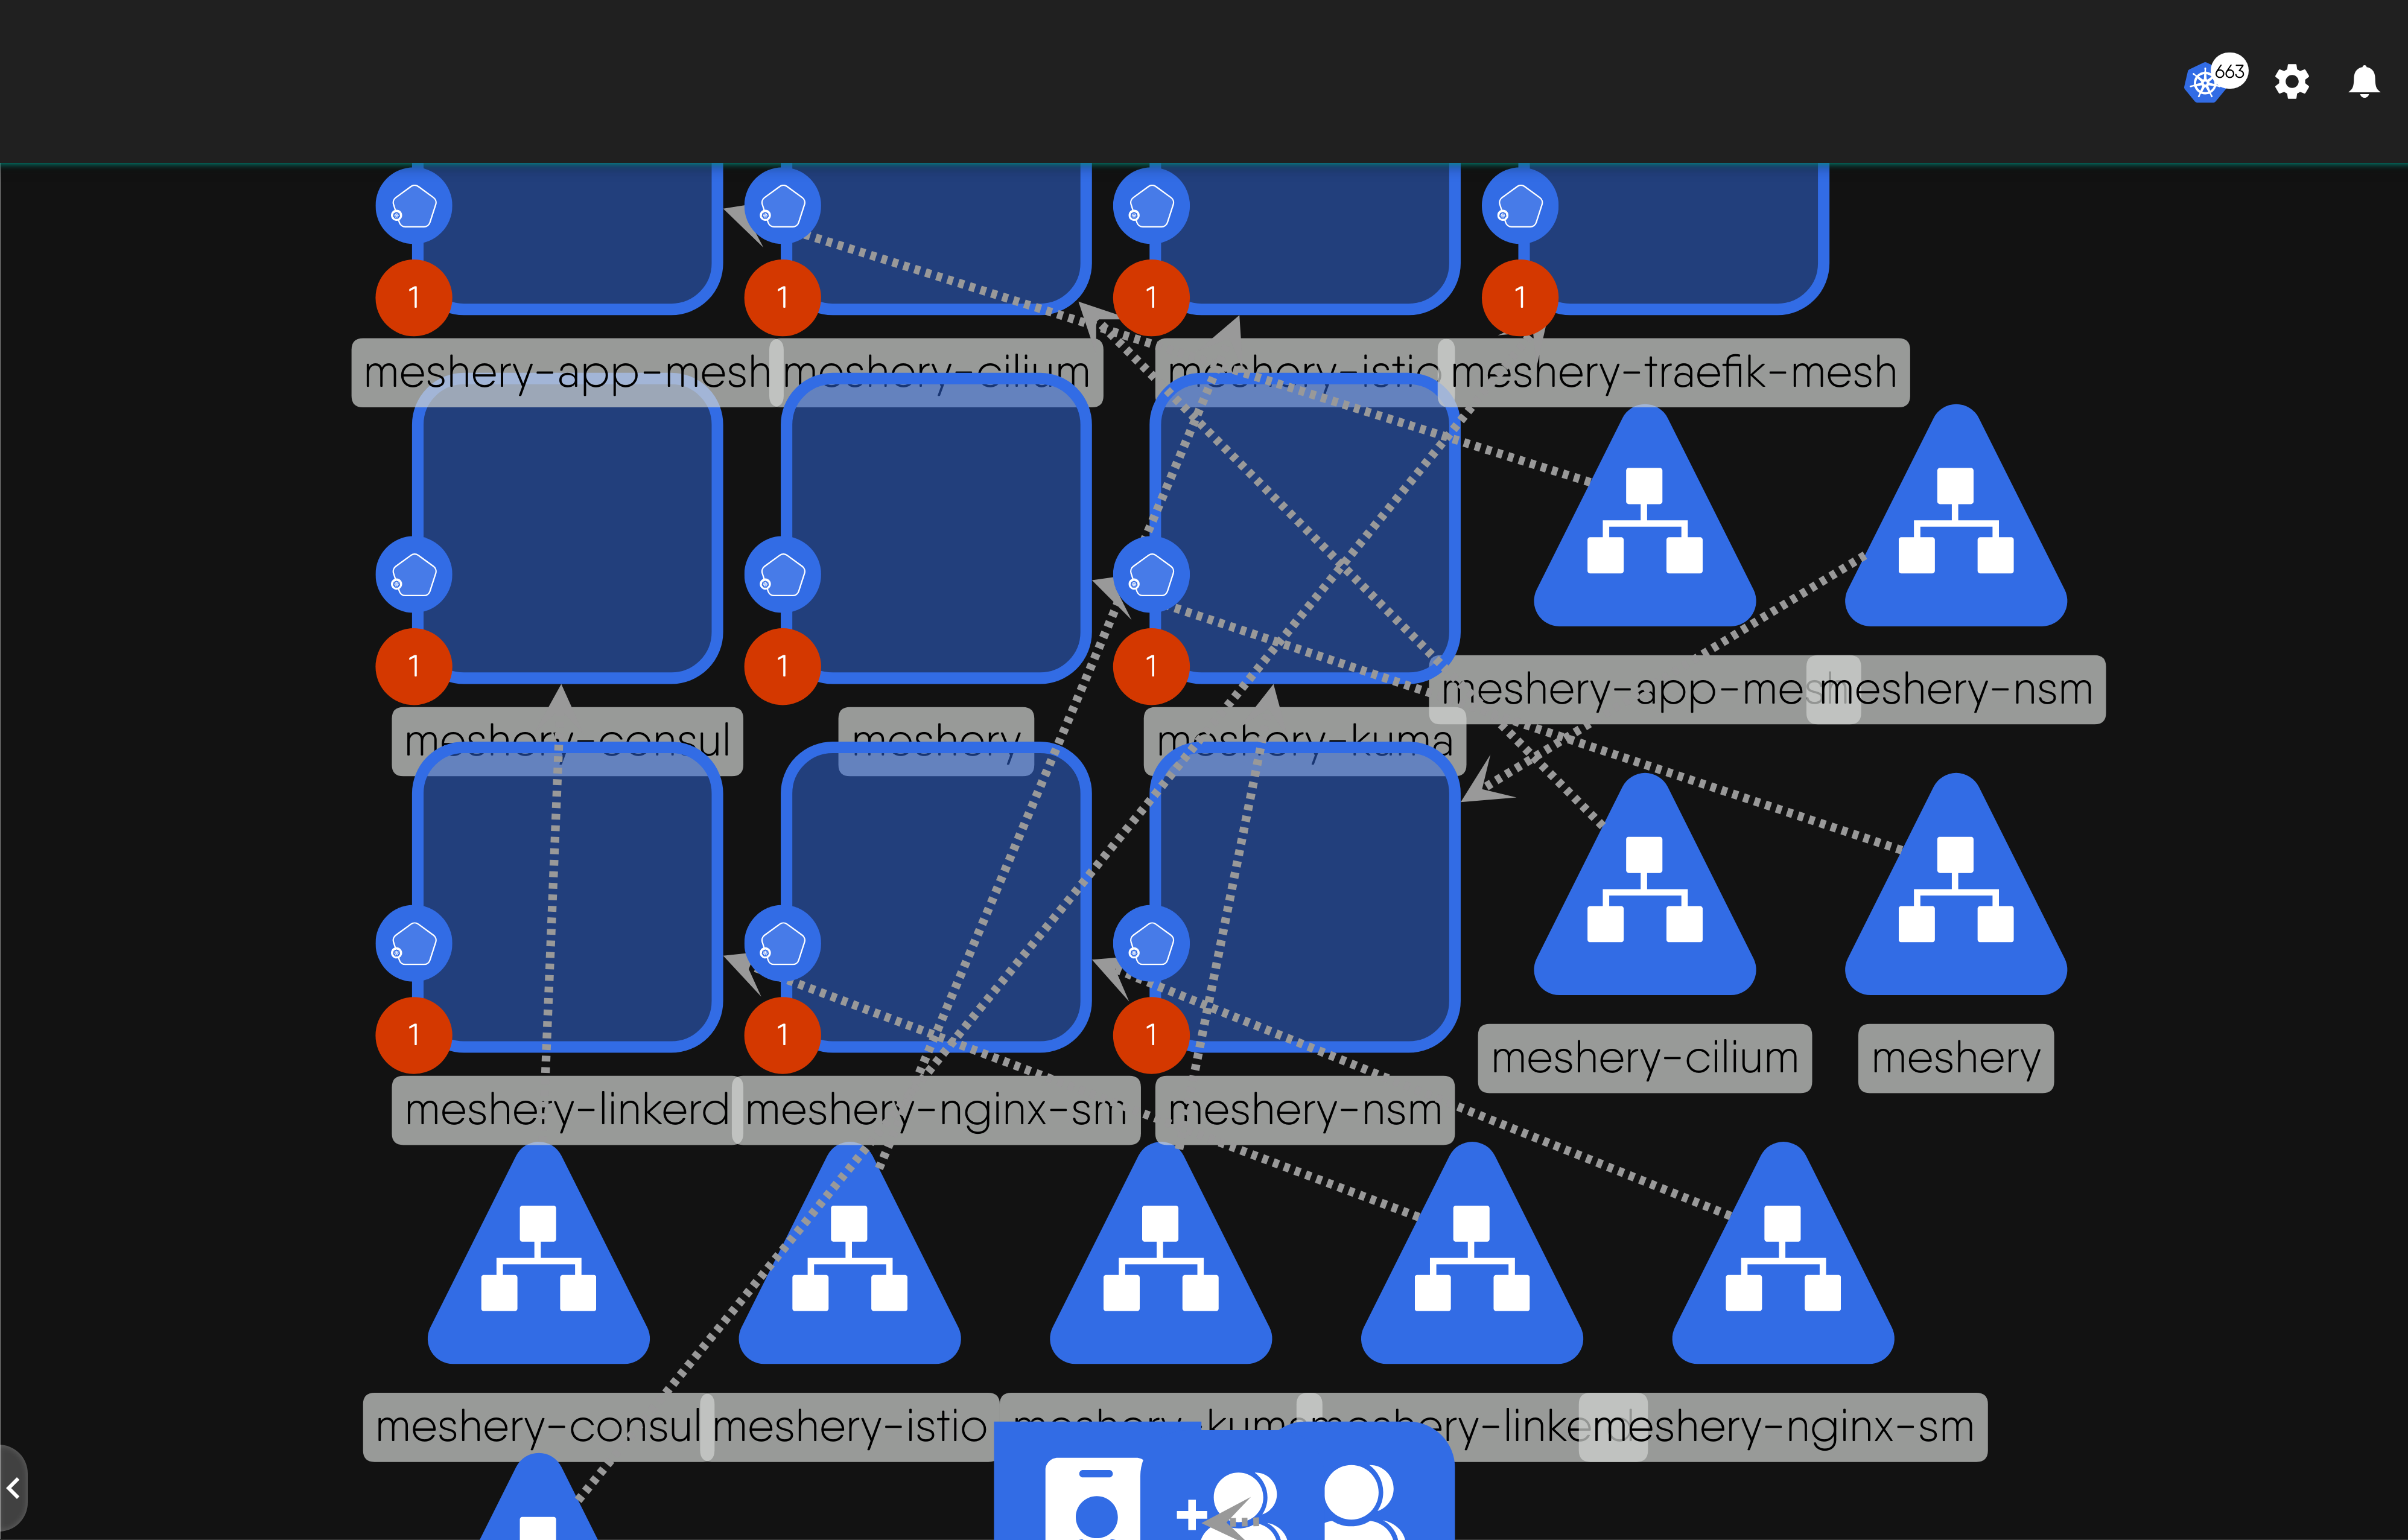 663
1 1 1 1
meshery-app-mesh meshery-cilium meshery-istio meshery-traefik-mesh
1 1 1
meshery-app-mesh meshery-nsm
meshery-consul meshery meshery-kuma
1 1 1
meshery-cilium meshery
meshery-linkerd meshery-nginx-sm meshery-nsm
meshery-consul meshery-istio meshery-kuma meshery-linkerd meshery-nginx-sm